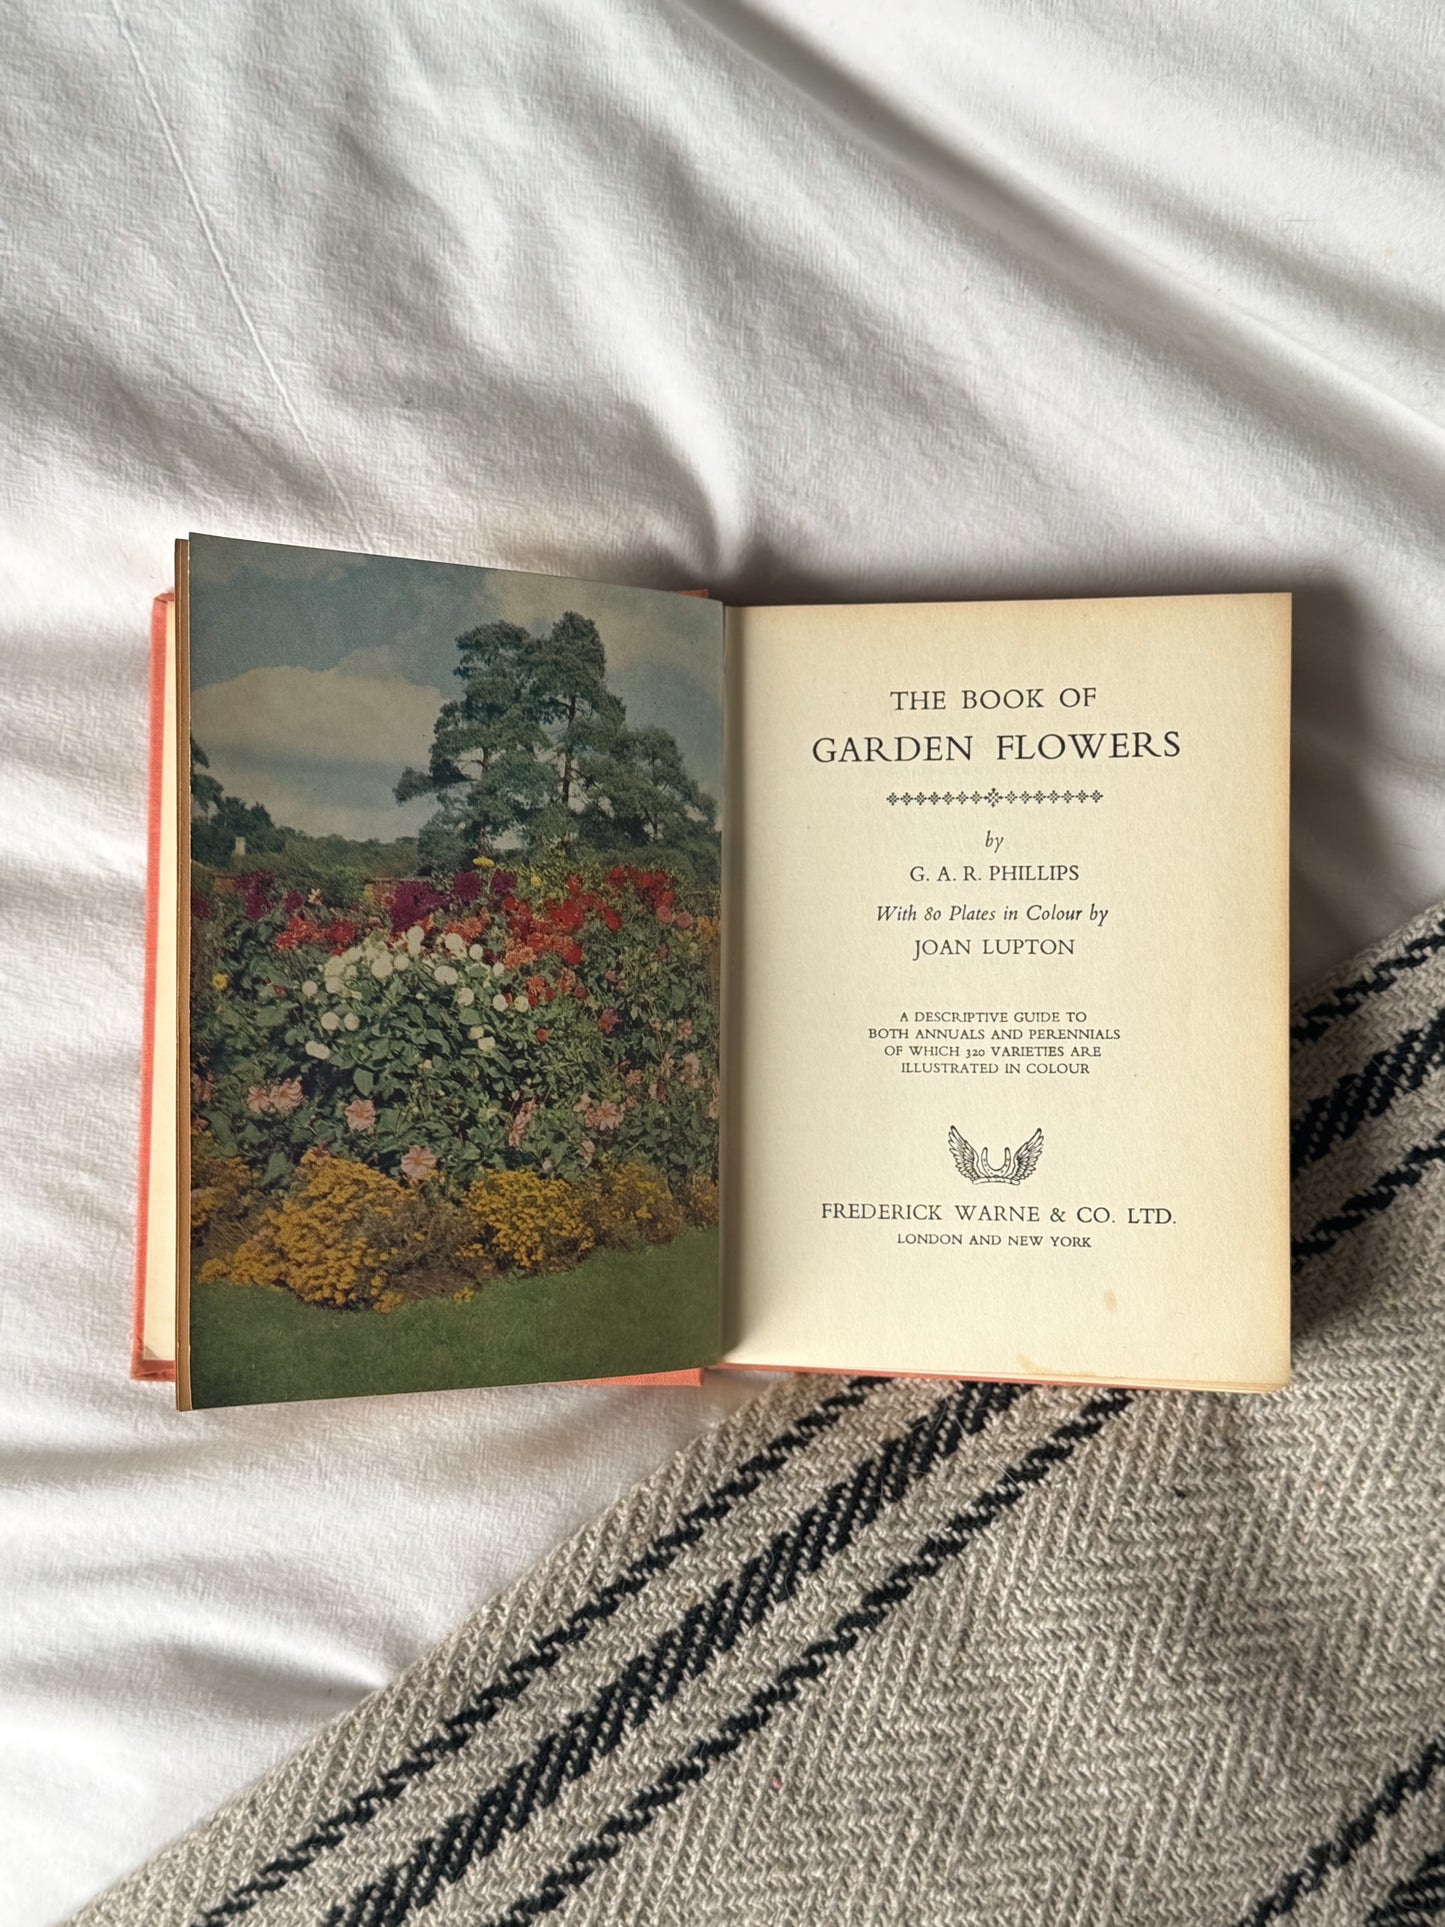 THE BOOK OF
GARDEN FLOWERS
by
G. A. R. PHILLIPS
With 80 Plates in Colour by
JOAN LUPTON
A DESCRIPTIVE GUIDE TO
BOTH ANNUALS AND PERENNIALS
OF WHICH 320 VARIETIES ARE
ILLUSTRATED IN COLOUR
FREDERICK WARNE & CO. LTD.
LONDON AND NEW YORK